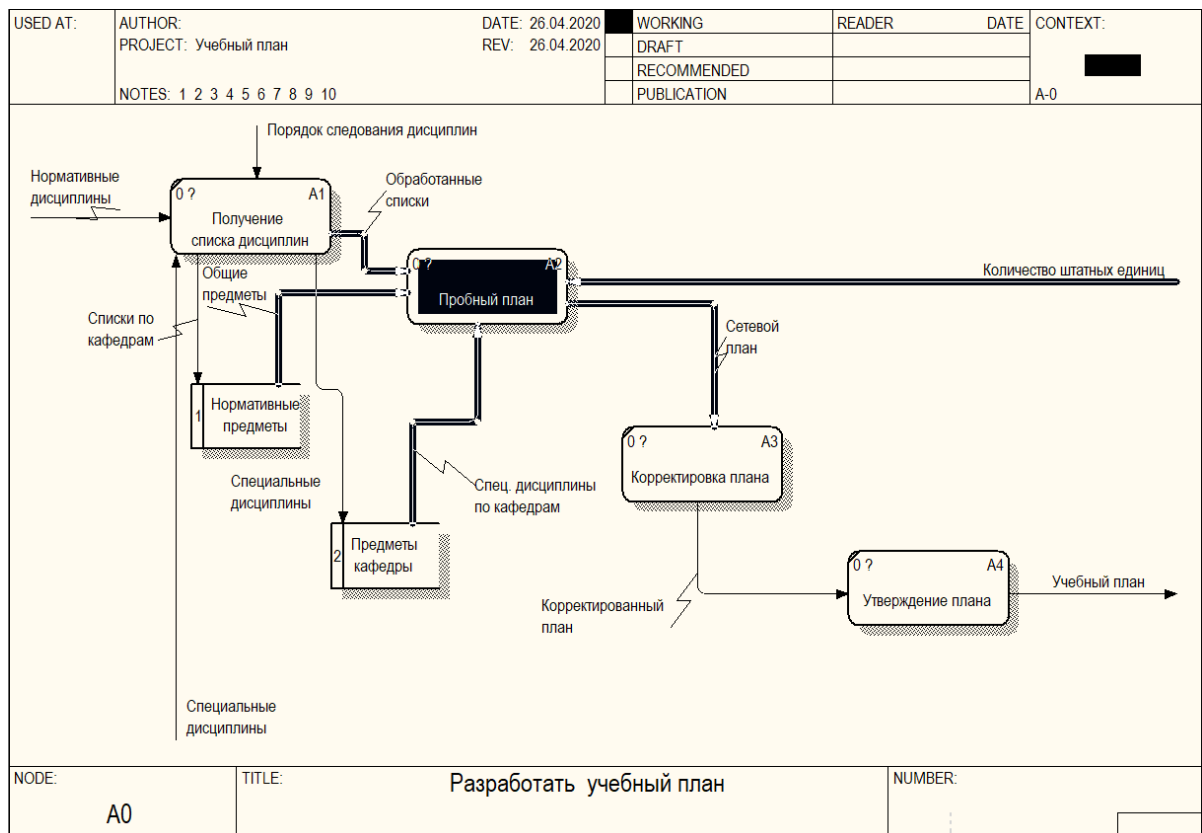 USED AT:
AUTHOR:
DATE: 26.04.2020
WORKING
READER
DATE
CONTEXT:
PROJECT: Учебный план
REV: 26.04.2020
DRAFT
RECOMMENDED
NOTES: 1 2 3 4 5 6 7 8 9 10
PUBLICATION
A-0
Порядок следования дисциплин
Нормативные
дисциплины
0 ?
A1
Получение
списка дисциплин
Обработанные
списки
0 ?
A2
Пробный план
Количество штатных единиц
Общие
предметы
Списки по
кафедрам
Сетевой
план
1
Нормативные
предметы
0 ?
A3
Корректировка плана
Специальные
дисциплины
Спец. дисциплины
по кафедрам
2
Предметы
кафедры
0 ?
A4
Утверждение плана
Учебный план
Корректированный
план
Специальные
дисциплины
NODE:
A0
TITLE:
Разработать учебный план
NUMBER: